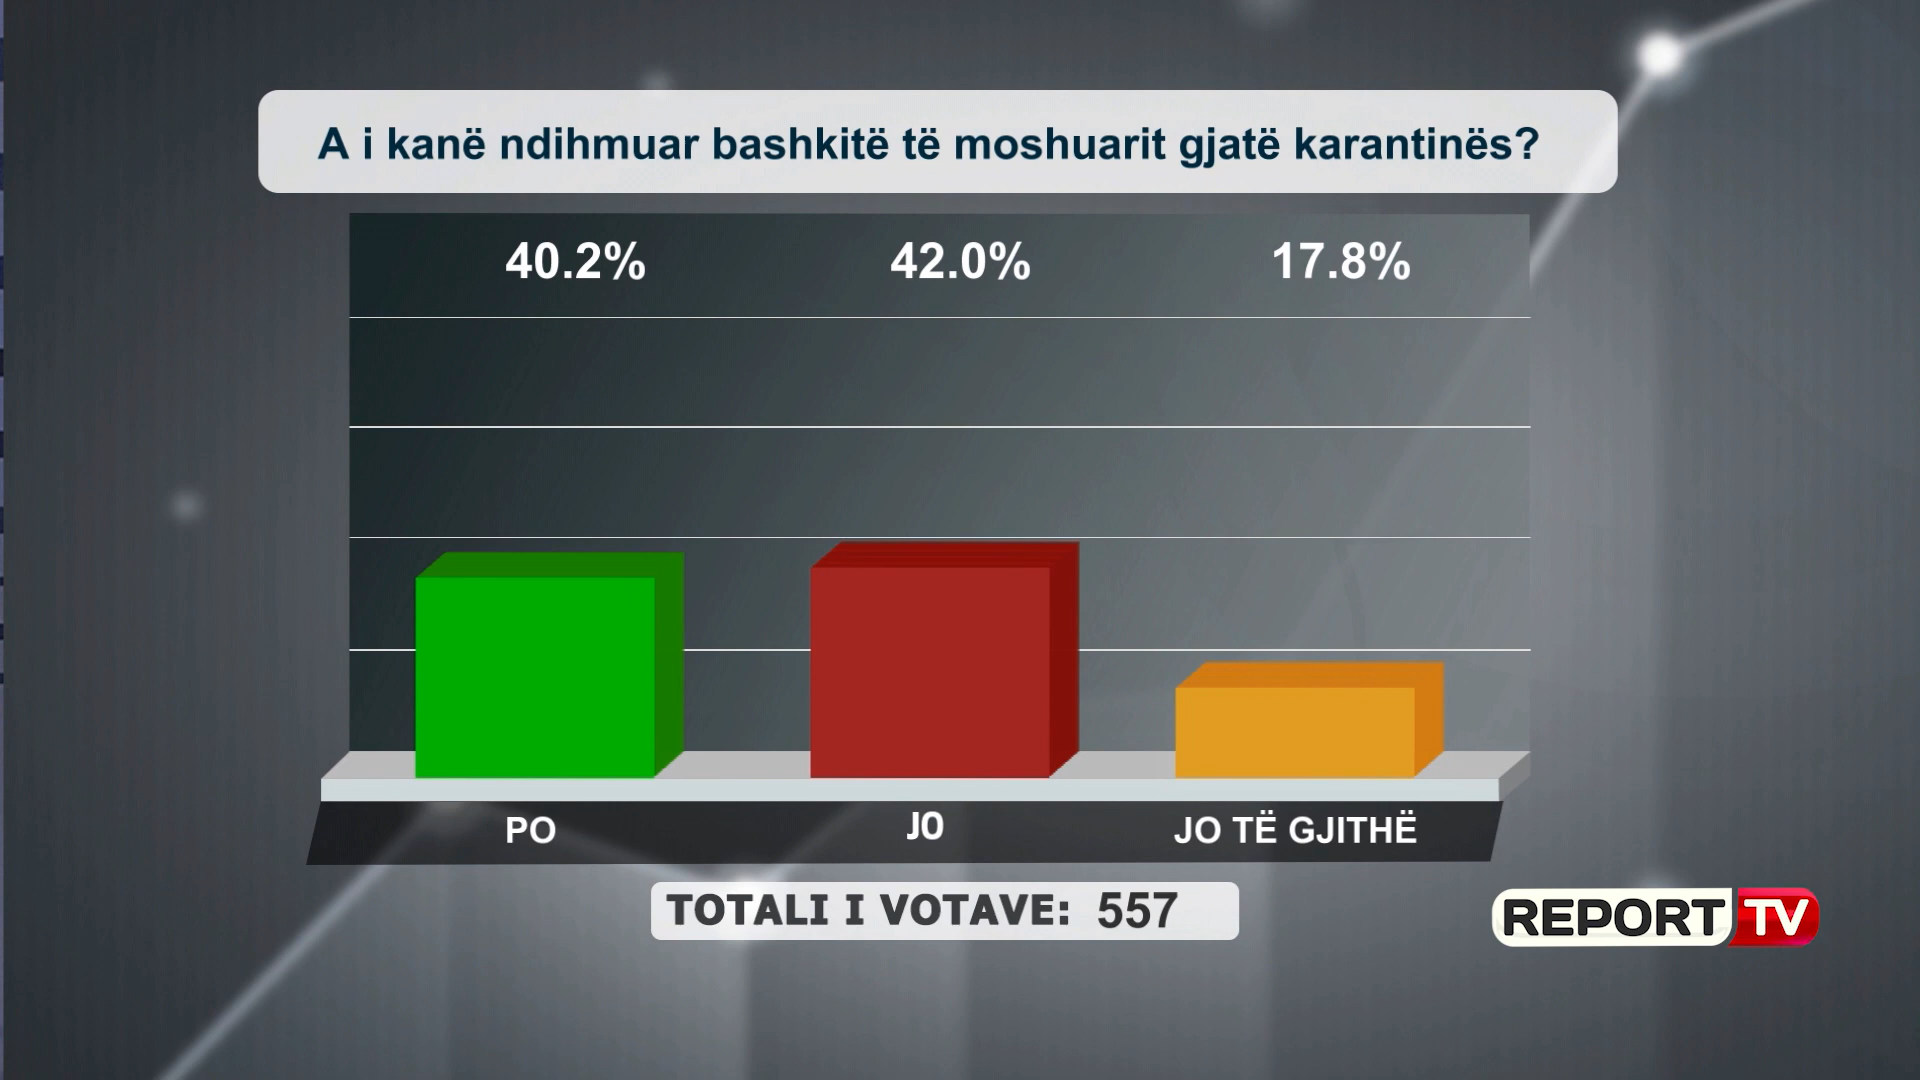 A i kanë ndihmuar bashkitë të moshuarit gjatë karantinës?
40.2% 42.0% 17.8%
PO JO JO TË GJITHË
TOTALI I VOTAVE: 557
REPORT TV